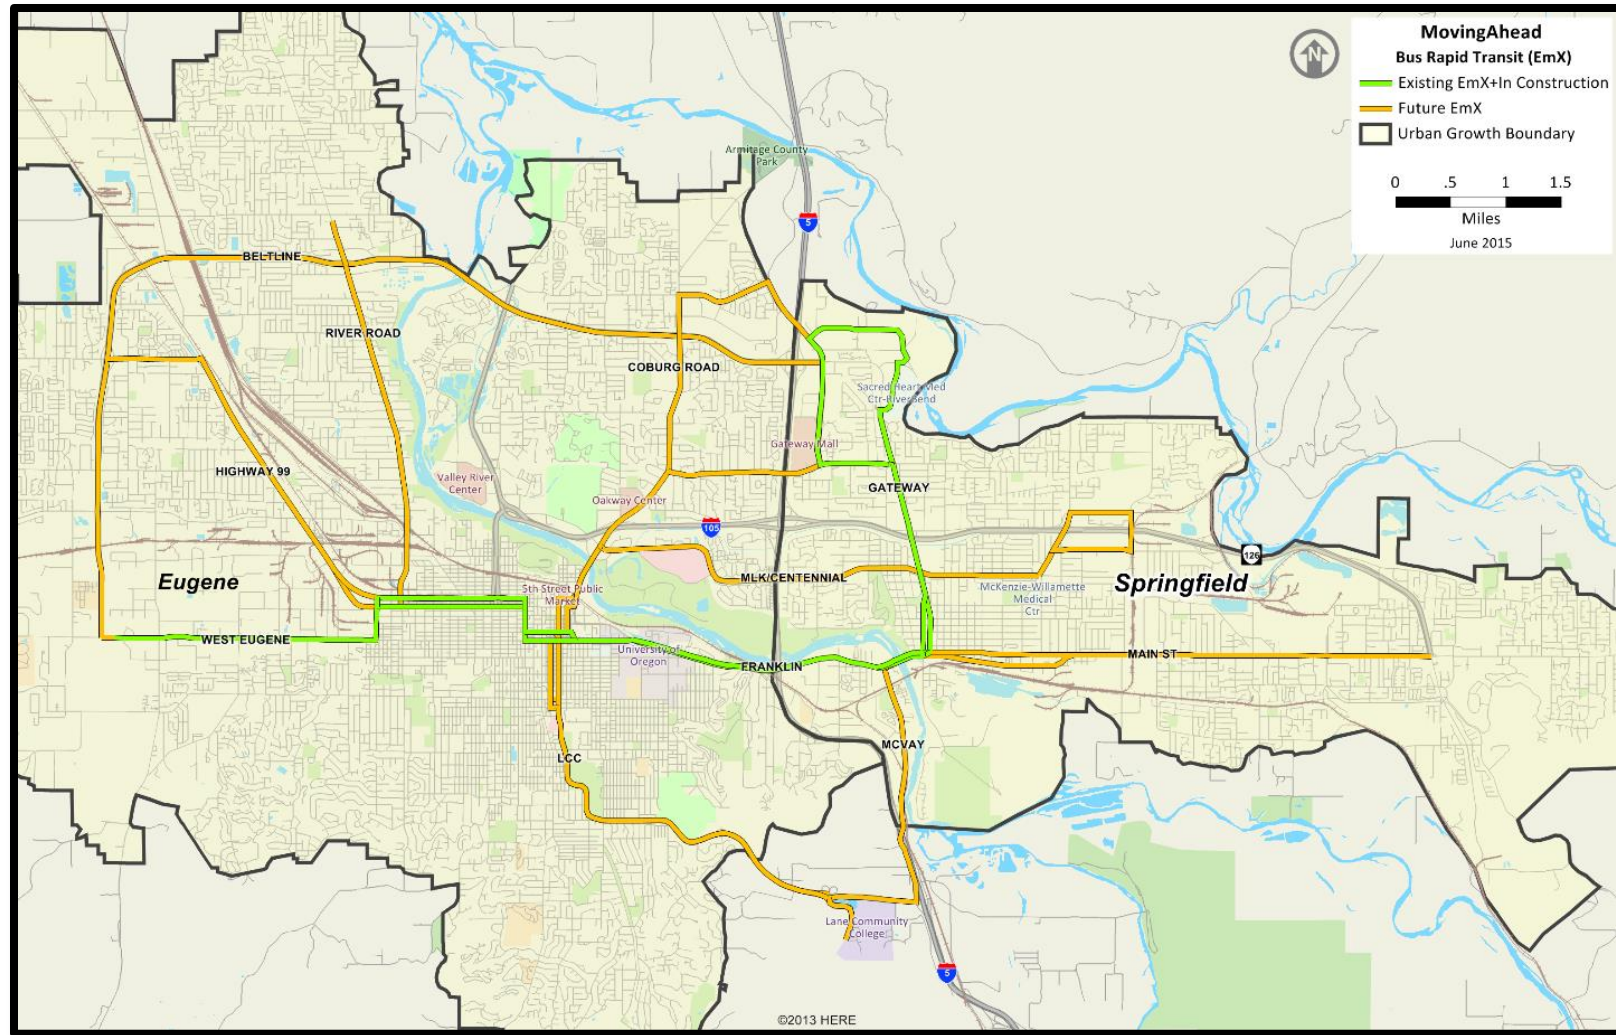 MovingAhead
Bus Rapid Transit (EmX)
Existing EmX+In Construction
Future EmX
Urban Growth Boundary
0 .5 1 1.5
Miles
June 2015
N
Armitage County
Park
5
BELTLINE
RIVER ROAD
COBURG ROAD
Sacred Heart Med
Ctr-RiverBend
Gateway Mall
HIGHWAY 99
Valley River
Center
Oakway Center
GATEWAY
105
126
Eugene
MLK/CENTENNIAL
Springfield
5th Street Public
Market
McKenzie-Willamette
Medical
Ctr
WEST EUGENE
University of
Oregon
FRANKLIN
MAIN ST
LCC
MCVAY
Lane Community
College
5
©2013 HERE